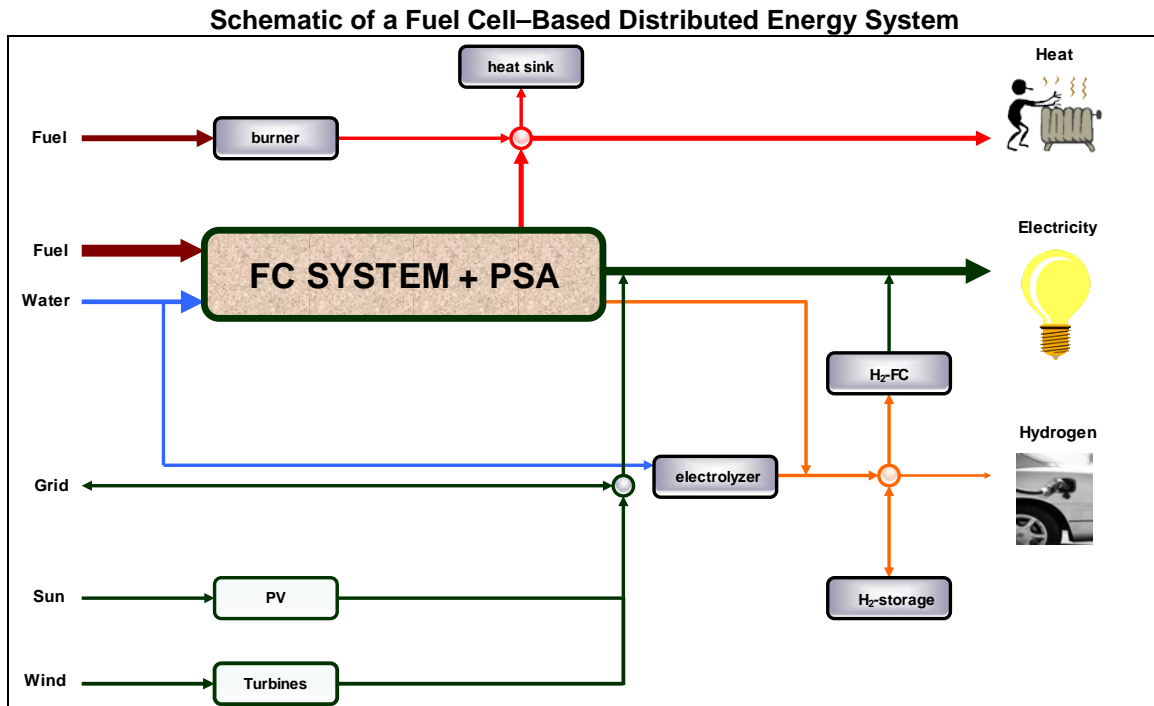 Schematic of a Fuel Cell–Based Distributed Energy System
heat sink
Heat
Fuel
burner
Fuel
FC SYSTEM + PSA
Electricity
Water
H₂-FC
Hydrogen
electrolyzer
Grid
Sun
PV
H₂-storage
Wind
Turbines